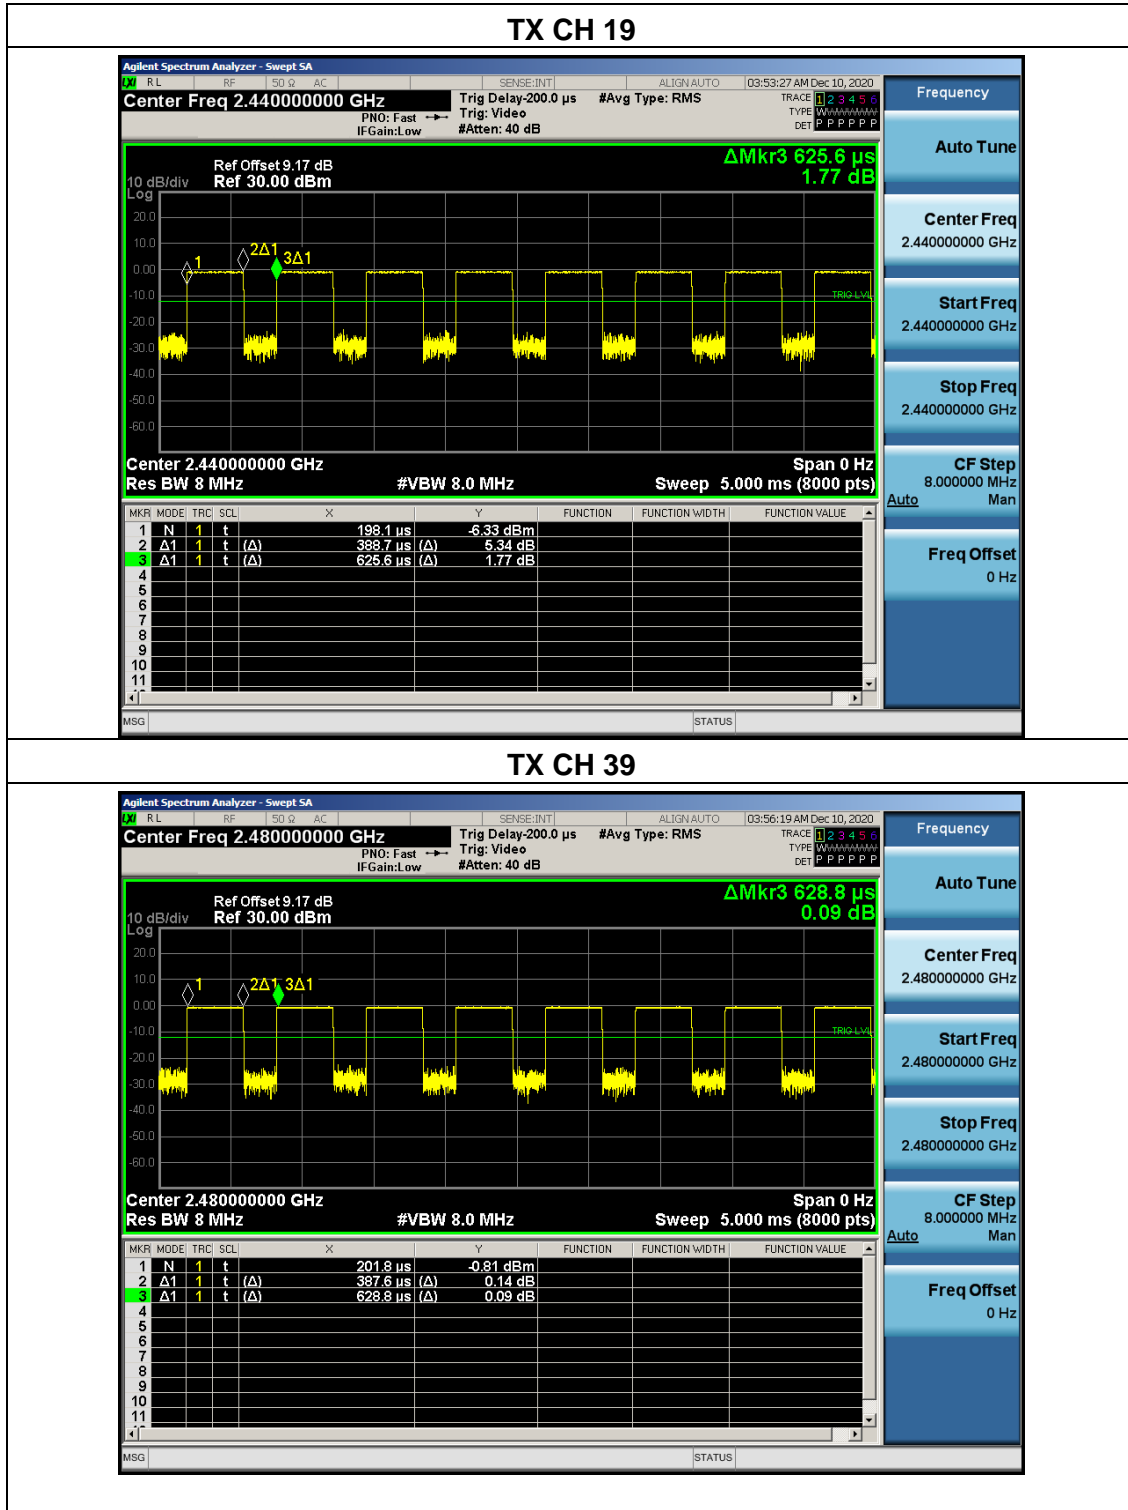 TX CH 19
Agilent Spectrum Analyzer - Swept SA
LXI RL RF 50 Ω AC SENSE:INT ALIGN AUTO 03:53:27 AM Dec 10, 2020
Center Freq 2.440000000 GHz Trig Delay-200.0 µs #Avg Type: RMS TRACE 1 2 3 4 5 6
PNO: Fast Trig: Video TYPE W
IFGain:Low #Atten: 40 dB DET P P P P P P
Frequency
ΔMkr3 625.6 µs
1.77 dB
Ref Offset 9.17 dB
10 dB/div Ref 30.00 dBm
Log
20.0
10.0
0.00
-10.0
-20.0
-30.0
-40.0
-50.0
-60.0
1 2Δ1 3Δ1
TRIG LVL
Center 2.440000000 GHz Span 0 Hz
Res BW 8 MHz #VBW 8.0 MHz Sweep 5.000 ms (8000 pts)
MKR MODE TRC SCL X Y FUNCTION FUNCTION WIDTH FUNCTION VALUE
1 N 1 t 198.1 µs -6.33 dBm
2 Δ1 1 t (Δ) 388.7 µs (Δ) 5.34 dB
3 Δ1 1 t (Δ) 625.6 µs (Δ) 1.77 dB
4
5
6
7
8
9
10
11
MSG STATUS
Auto Tune
Center Freq
2.440000000 GHz
Start Freq
2.440000000 GHz
Stop Freq
2.440000000 GHz
CF Step
8.000000 MHz
Auto Man
Freq Offset
0 Hz
TX CH 39
Agilent Spectrum Analyzer - Swept SA
LXI RL RF 50 Ω AC SENSE:INT ALIGN AUTO 03:56:19 AM Dec 10, 2020
Center Freq 2.480000000 GHz Trig Delay-200.0 µs #Avg Type: RMS TRACE 1 2 3 4 5 6
PNO: Fast Trig: Video TYPE W
IFGain:Low #Atten: 40 dB DET P P P P P P
Frequency
ΔMkr3 628.8 µs
0.09 dB
Ref Offset 9.17 dB
10 dB/div Ref 30.00 dBm
Log
20.0
10.0
0.00
-10.0
-20.0
-30.0
-40.0
-50.0
-60.0
1 2Δ1 3Δ1
TRIG LVL
Center 2.480000000 GHz Span 0 Hz
Res BW 8 MHz #VBW 8.0 MHz Sweep 5.000 ms (8000 pts)
MKR MODE TRC SCL X Y FUNCTION FUNCTION WIDTH FUNCTION VALUE
1 N 1 t 201.8 µs -0.81 dBm
2 Δ1 1 t (Δ) 387.6 µs (Δ) 0.14 dB
3 Δ1 1 t (Δ) 628.8 µs (Δ) 0.09 dB
4
5
6
7
8
9
10
11
MSG STATUS
Auto Tune
Center Freq
2.480000000 GHz
Start Freq
2.480000000 GHz
Stop Freq
2.480000000 GHz
CF Step
8.000000 MHz
Auto Man
Freq Offset
0 Hz